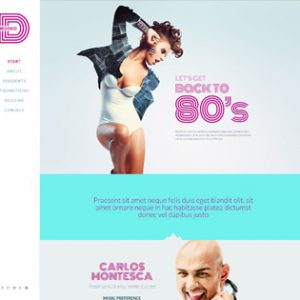 START
ABOUT
RESIDENTS
PROMOTIONS
BOOKING
CONTACT
LET'S GET
BACK TO
80's
Praesent sit amet neque felis duis eget blandit elit, sit
amet ornare neque in hac habitasse platea dictumst
donec vel dapibus justo
CARLOS
MONTESCA
MUSIC PREFERENCE